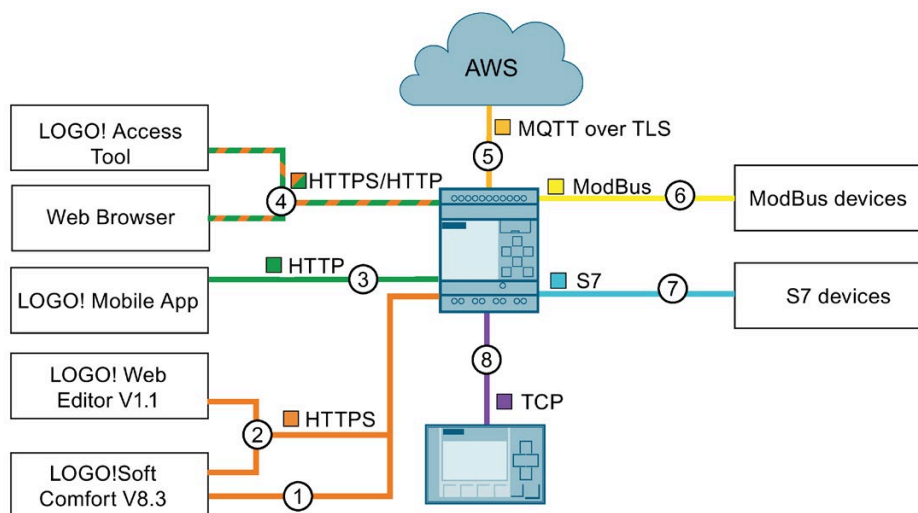 AWS
LOGO! Access
Tool
MQTT over TLS
5
HTTPS/HTTP
ModBus
4
6
Web Browser
ModBus devices
HTTP
3
LOGO! Mobile App
S7
7
S7 devices
8
LOGO! Web
Editor V1.1
TCP
HTTPS
2
LOGO!Soft
Comfort V8.3
1